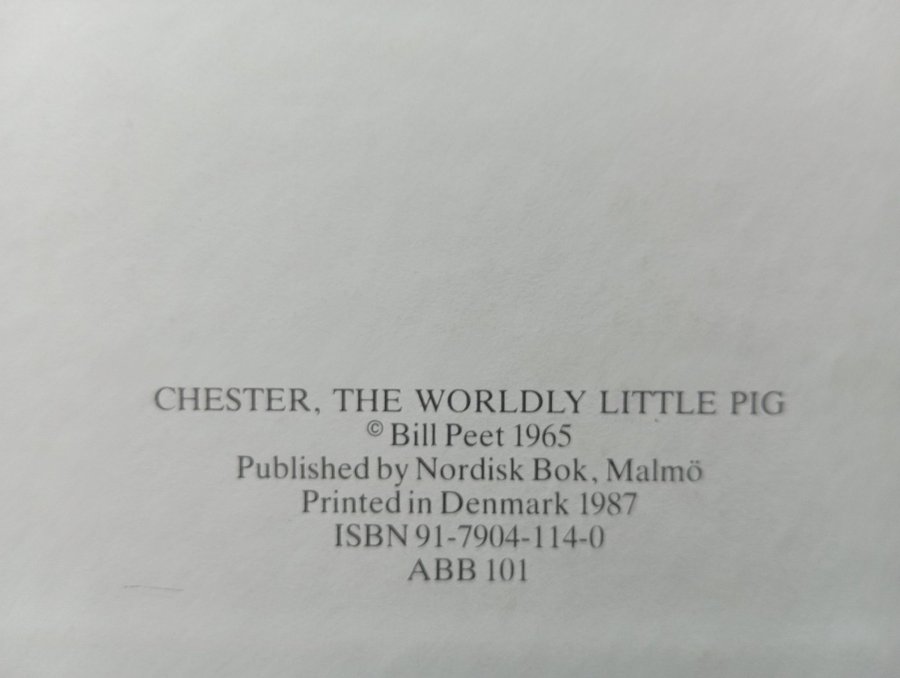 CHESTER, THE WORLDLY LITTLE PIG
© Bill Peet 1965
Published by Nordisk Bok, Malmö
Printed in Denmark 1987
ISBN 91-7904-114-0
ABB 101